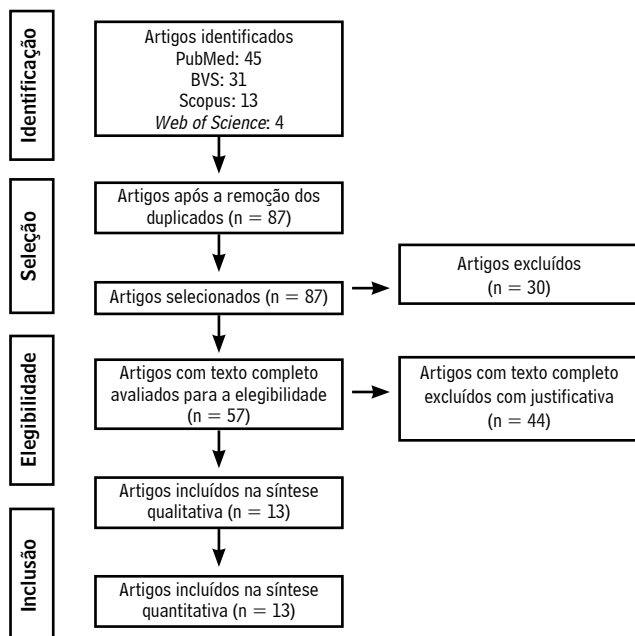 Identificação
Artigos identificados
PubMed: 45
BVS: 31
Scopus: 13
Web of Science: 4
Seleção
Artigos após a remoção dos
duplicados (n = 87)
Artigos selecionados (n = 87)
Artigos excluídos
(n = 30)
Elegibilidade
Artigos com texto completo
avaliados para a elegibilidade
(n = 57)
Artigos com texto completo
excluídos com justificativa
(n = 44)
Artigos incluídos na síntese
qualitativa (n = 13)
Inclusão
Artigos incluídos na síntese
quantitativa (n = 13)